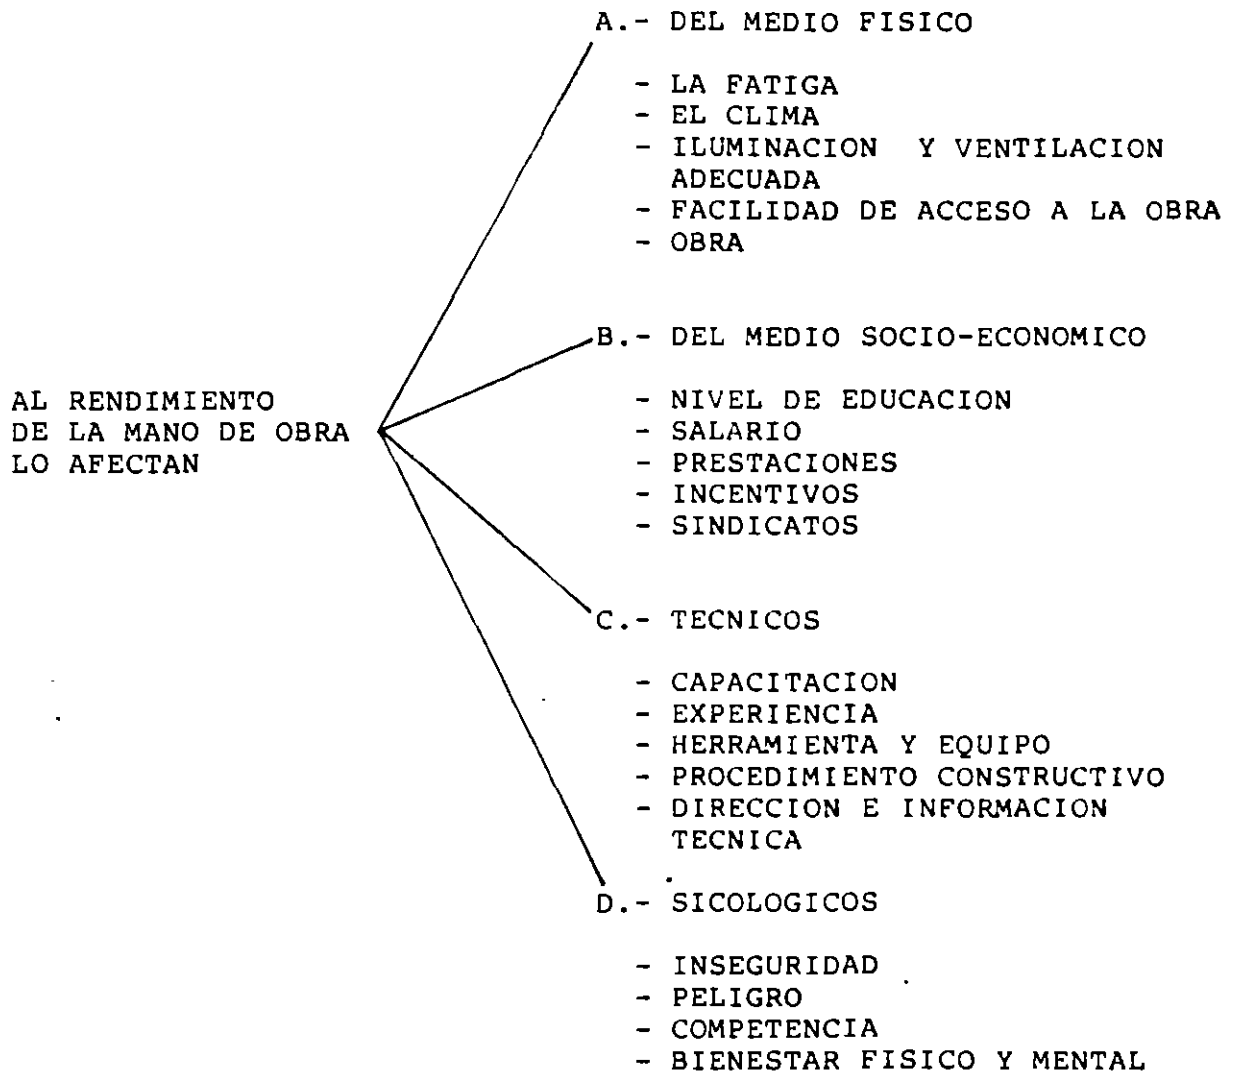 A.- DEL MEDIO FISICO
- LA FATIGA
- EL CLIMA
- ILUMINACION Y VENTILACION
ADECUADA
- FACILIDAD DE ACCESO A LA OBRA
- OBRA
AL RENDIMIENTO
DE LA MANO DE OBRA
LO AFECTAN
B.- DEL MEDIO SOCIO-ECONOMICO
- NIVEL DE EDUCACION
- SALARIO
- PRESTACIONES
- INCENTIVOS
- SINDICATOS
C.- TECNICOS
- CAPACITACION
- EXPERIENCIA
- HERRAMIENTA Y EQUIPO
- PROCEDIMIENTO CONSTRUCTIVO
- DIRECCION E INFORMACION
TECNICA
D.- SICOLOGICOS
- INSEGURIDAD
- PELIGRO
- COMPETENCIA
- BIENESTAR FISICO Y MENTAL